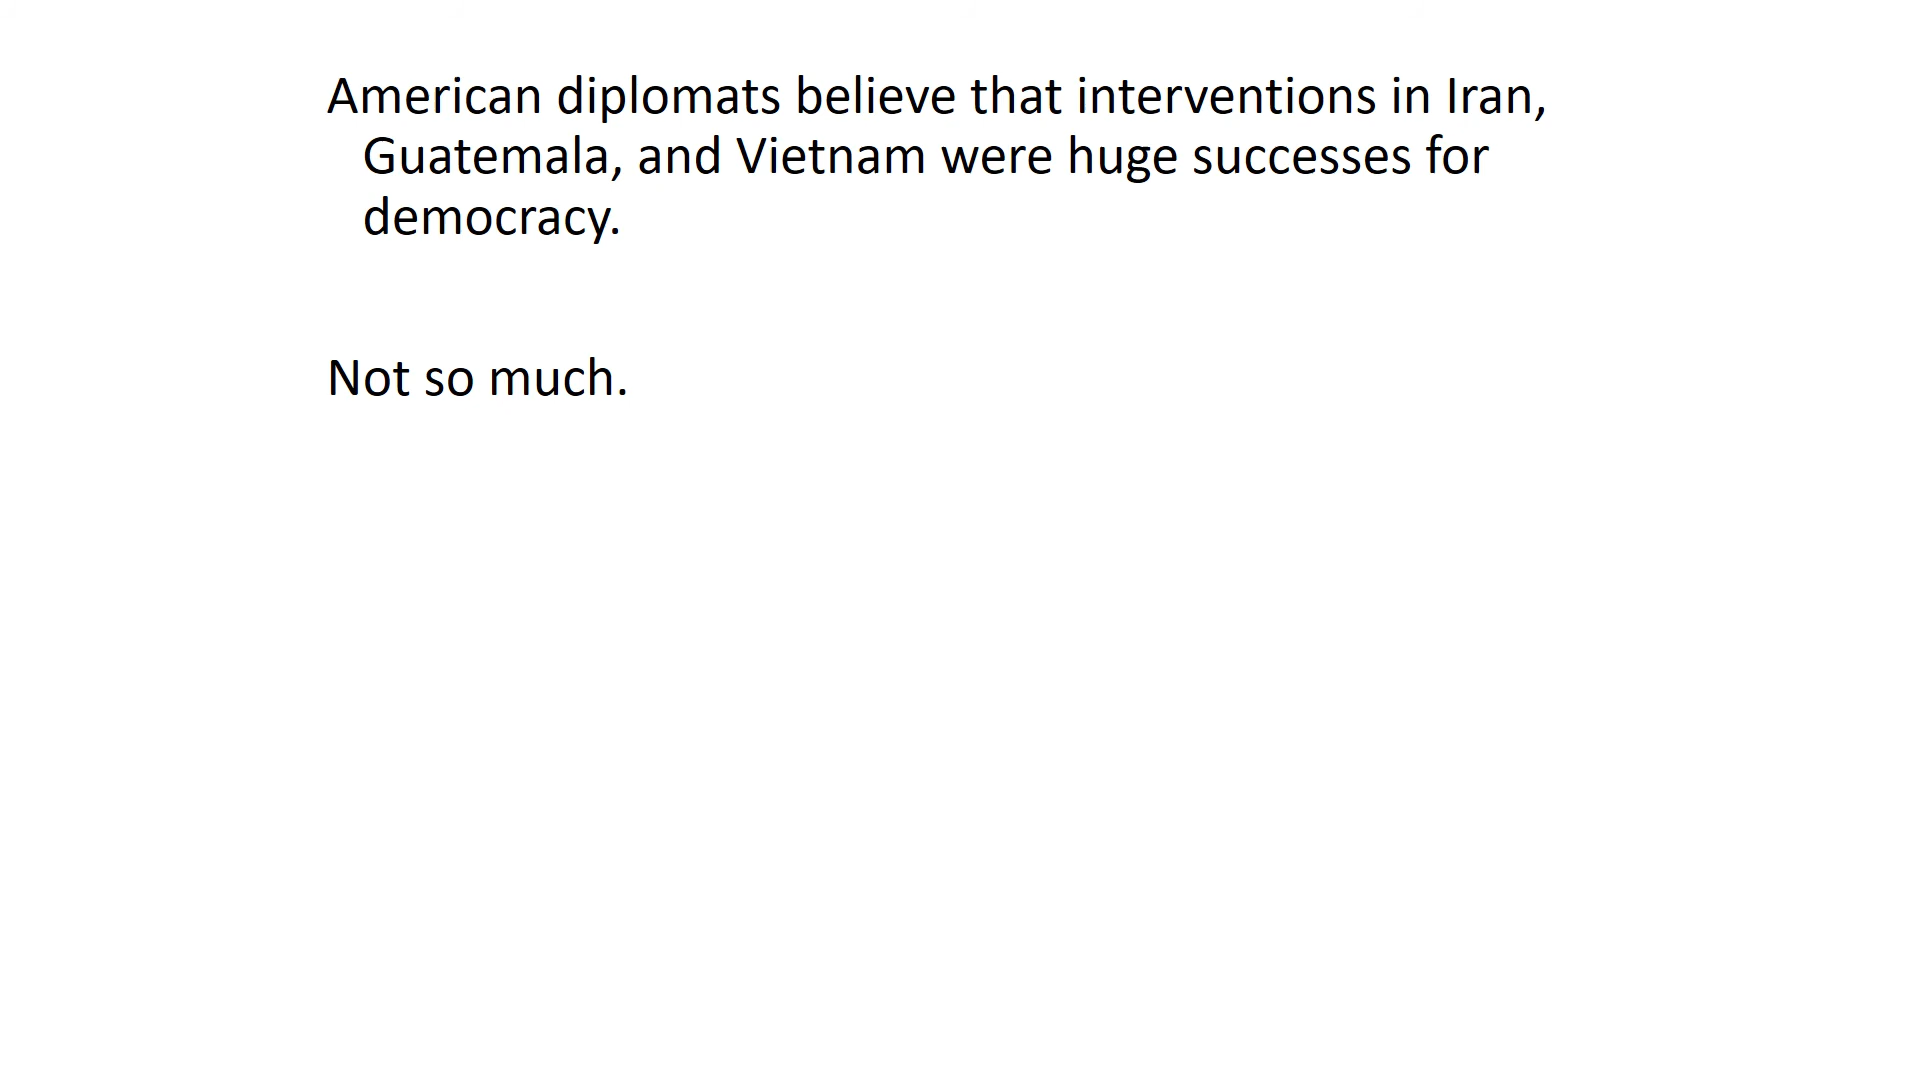 American diplomats believe that interventions in Iran,
Guatemala, and Vietnam were huge successes for
democracy.
Not so much.